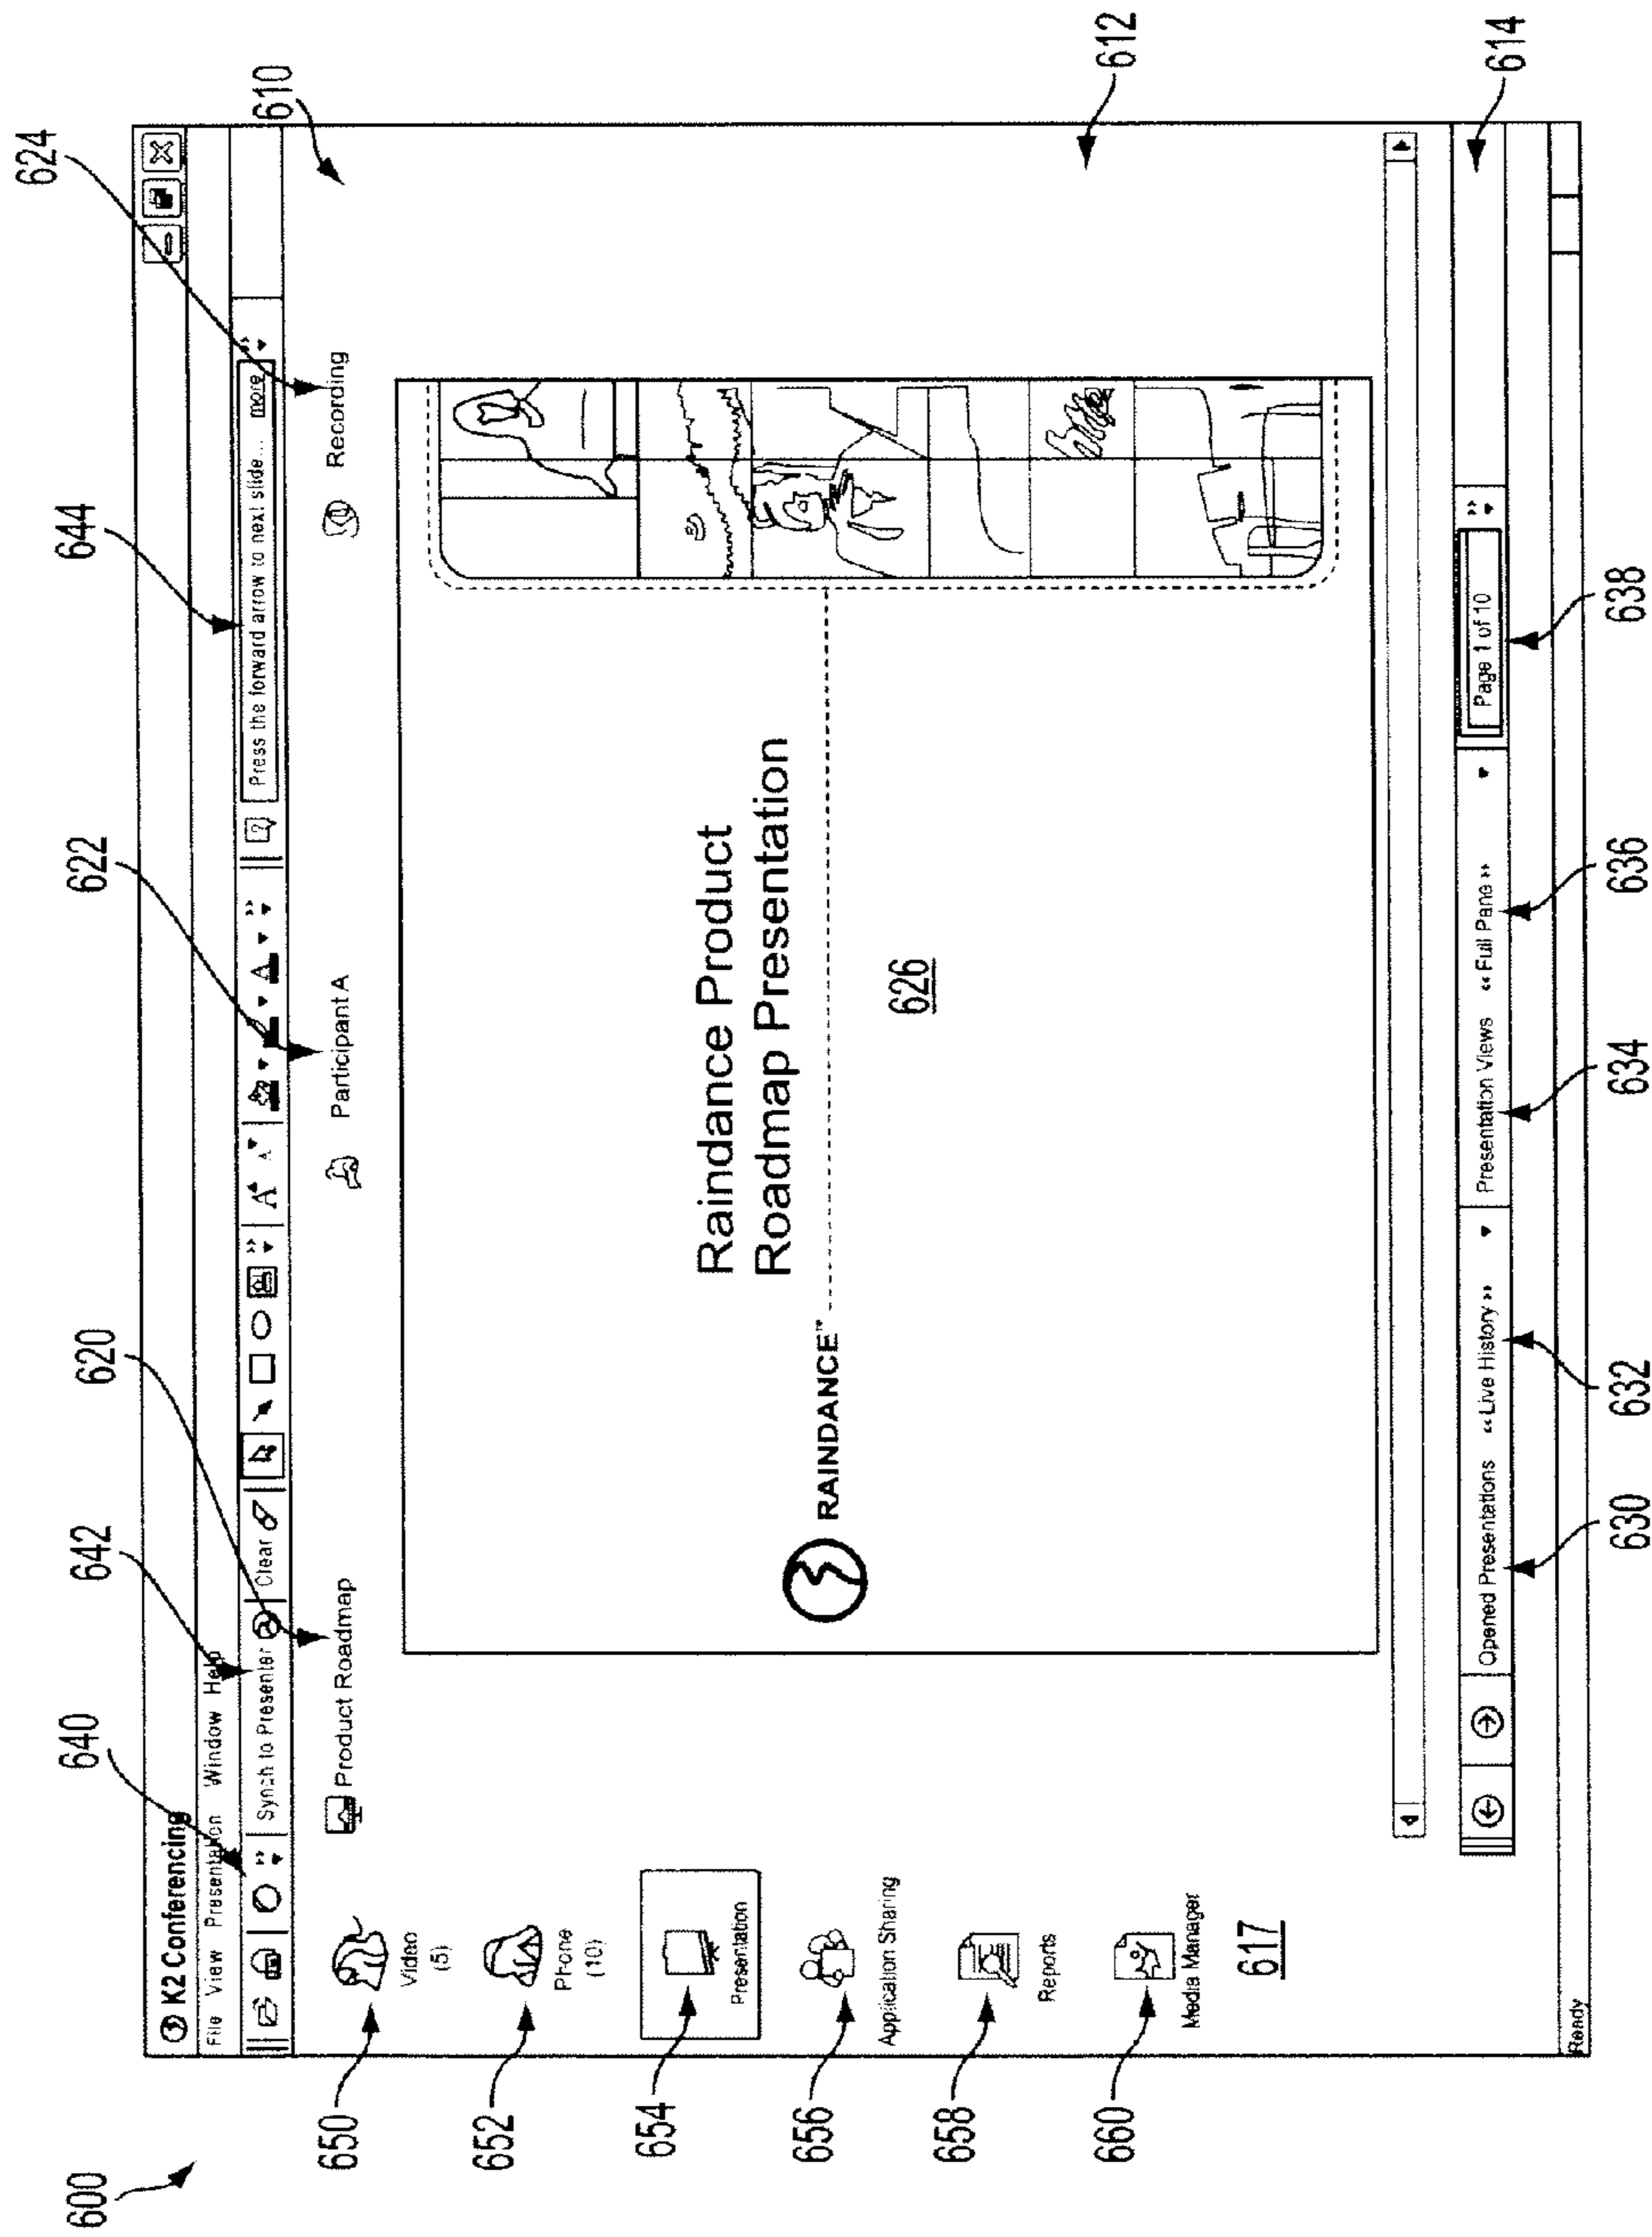 600
640
642
620
622
644
624
K2 Conferencing
File View Presentation Window Help
Synch to Presenter
Clear
A
A
A
?
Press the forward arrow to next slide... more
610
650
Video
(5)
652
Phone
(10)
654
Presentation
656
Application Sharing
658
Reports
660
Media Manager
617
Product Roadmap
Participant A
Recording
Raindance Product
Roadmap Presentation
RAINDANCE™
626
612
Opened Presentations
‹‹Live History››
Presentation Views
‹‹Full Pane››
Page 1 of 10
614
Ready
630
632
634
636
638